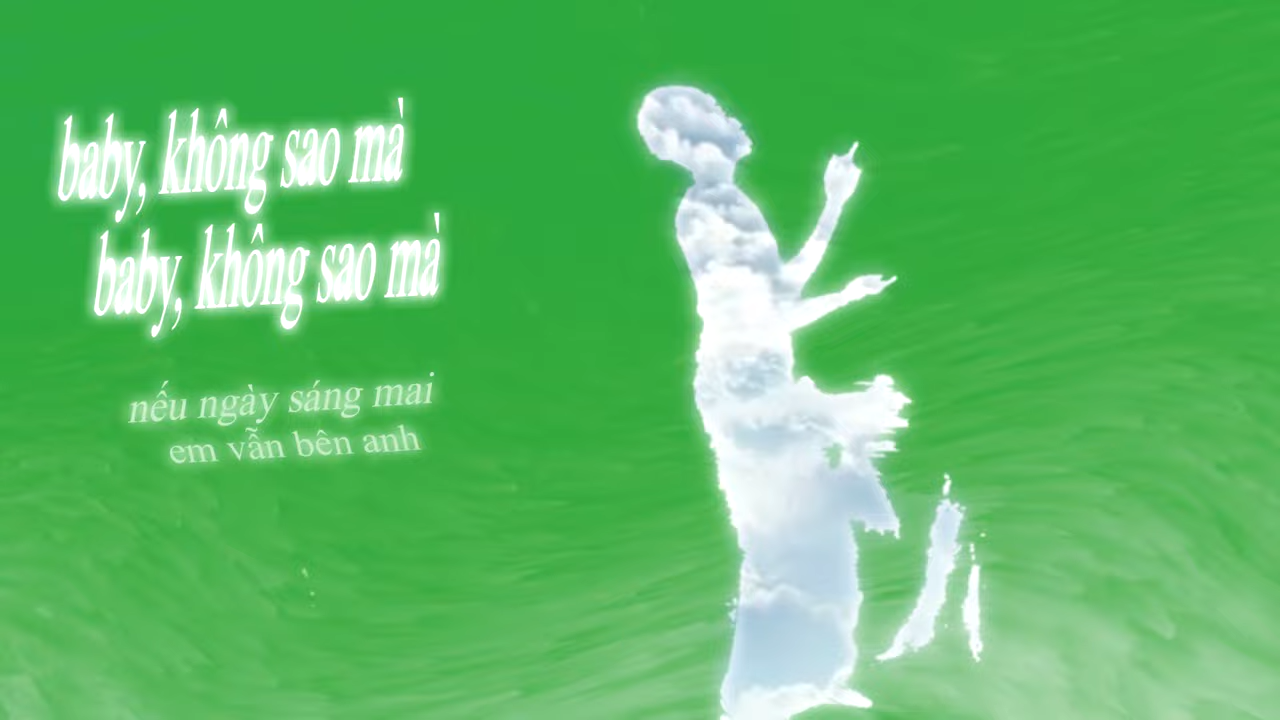 baby, không sao mà
baby, không sao mà
nếu ngày sáng mai
em vẫn bên anh